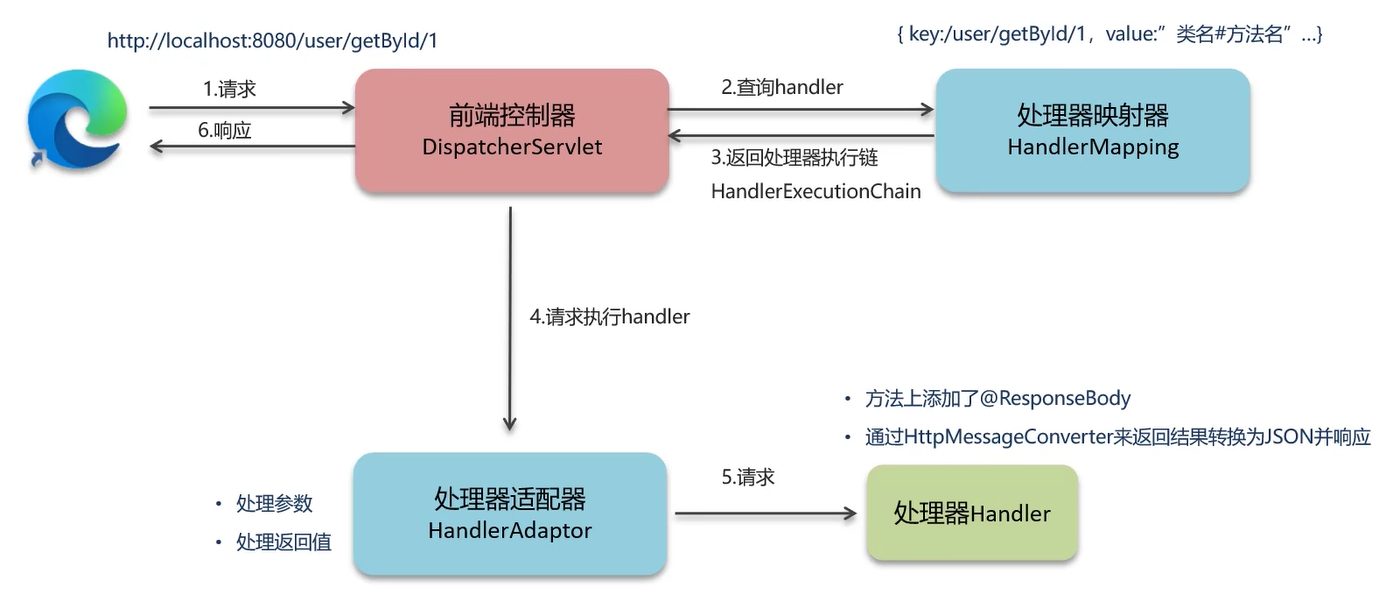 http://localhost:8080/user/getById/1
{ key:/user/getById/1，value:”类名#方法名”…}
1.请求
6.响应
前端控制器
DispatcherServlet
2.查询handler
3.返回处理器执行链
HandlerExecutionChain
处理器映射器
HandlerMapping
4.请求执行handler
• 方法上添加了@ResponseBody
• 通过HttpMessageConverter来返回结果转换为JSON并响应
• 处理参数
• 处理返回值
处理器适配器
HandlerAdaptor
5.请求
处理器Handler